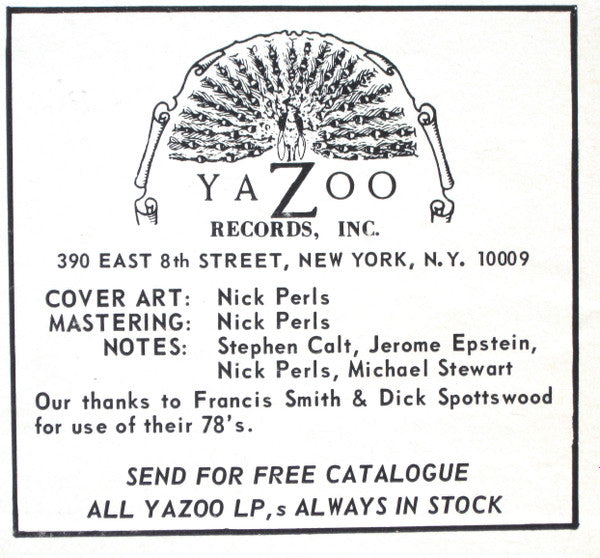 YAZOO
RECORDS, INC.
390 EAST 8th STREET, NEW YORK, N.Y. 10009
COVER ART: Nick Perls
MASTERING: Nick Perls
NOTES: Stephen Calt, Jerome Epstein,
Nick Perls, Michael Stewart
Our thanks to Francis Smith & Dick Spottswood
for use of their 78's.
SEND FOR FREE CATALOGUE
ALL YAZOO LP,s ALWAYS IN STOCK